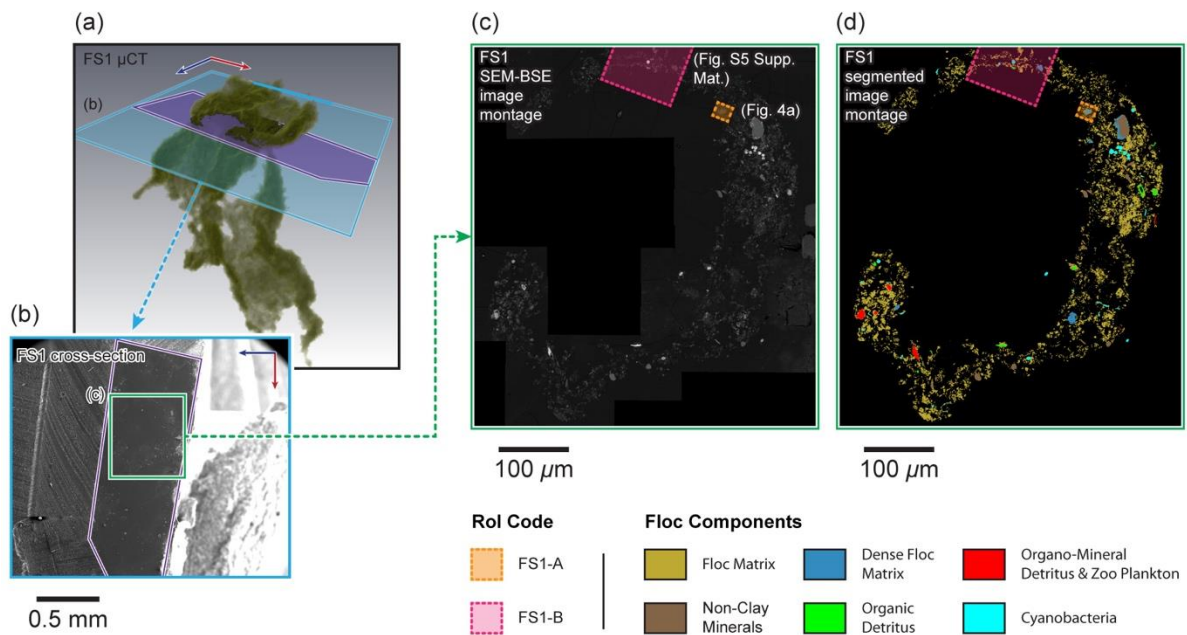 (a)
FS1 µCT
(b)
(b)
FS1 cross-section
(c)
0.5 mm
(c)
FS1
SEM-BSE
image
montage
(Fig. S5 Supp.
Mat.)
(Fig. 4a)
100 µm
(d)
FS1
segmented
image
montage
100 µm
RoI Code
FS1-A
FS1-B
Floc Components
Floc Matrix
Non-Clay
Minerals
Dense Floc
Matrix
Organic
Detritus
Organo-Mineral
Detritus & Zoo Plankton
Cyanobacteria